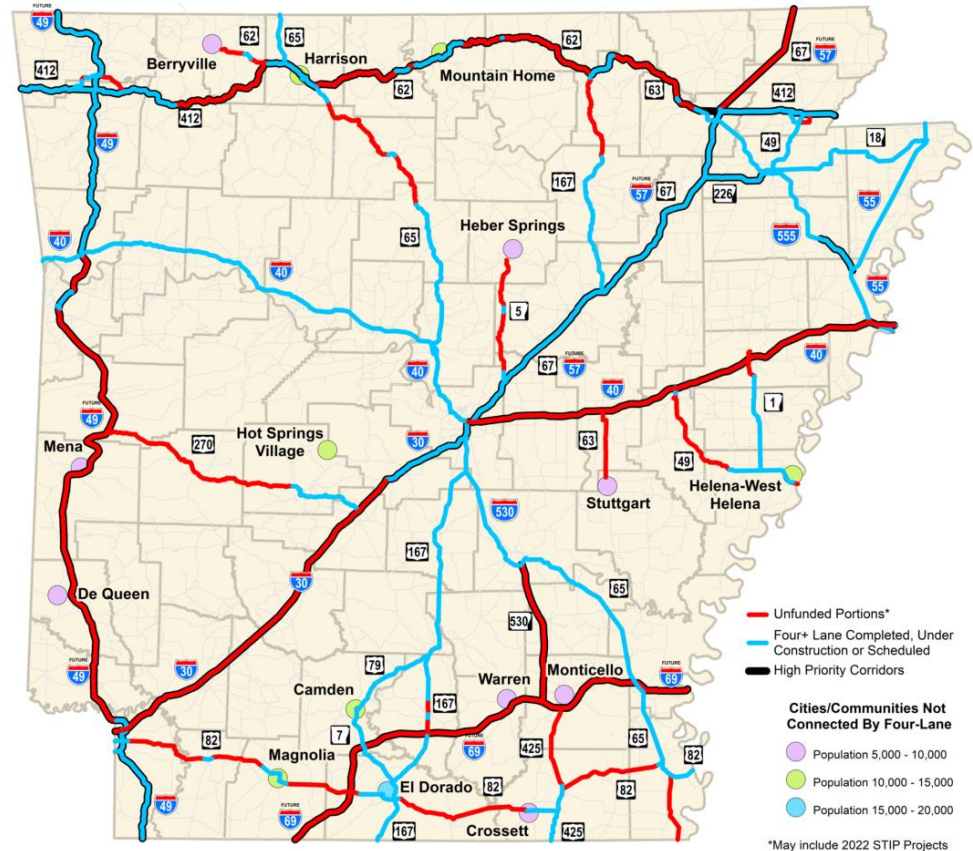 FUTURE
49
62
65
Berryville
Harrison
62
67
FUTURE
57
412
Mountain Home
62
63
412
412
49
49
18
167
FUTURE
57
67
226
55
40
65
Heber Springs
555
40
55
5
40
67
FUTURE
57
40
40
FUTURE
49
1
Mena
270
Hot Springs
Village
30
63
49
Helena-West
Helena
Stuttgart
530
167
30
65
De Queen
530
Unfunded Portions*
Four+ Lane Completed, Under
Construction or Scheduled
High Priority Corridors
FUTURE
49
30
79
Monticello
FUTURE
69
Camden
Warren
167
7
Cities/Communities Not
Connected By Four-Lane
82
FUTURE
69
425
65
82
Population 5,000 - 10,000
Magnolia
El Dorado
82
82
Population 10,000 - 15,000
49
FUTURE
69
Population 15,000 - 20,000
Crossett
167
425
*May include 2022 STIP Projects